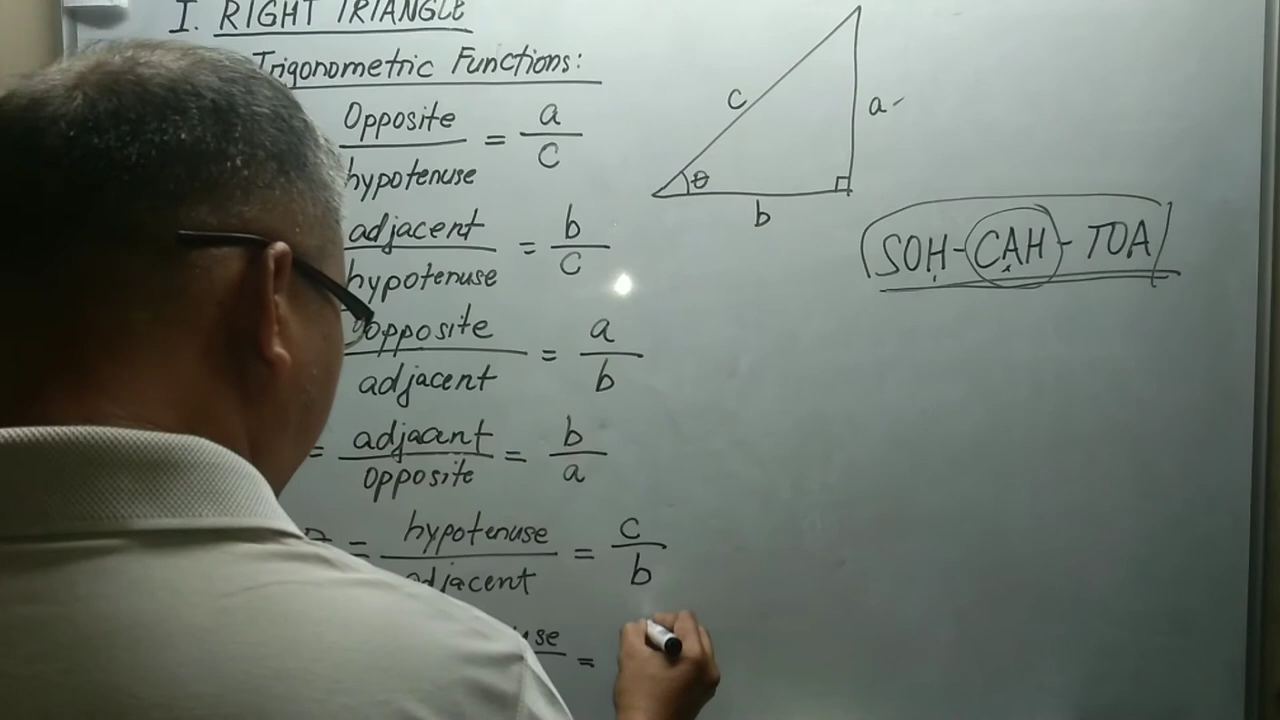 I. RIGHT TRIANGLE
Trigonometric Functions:
Opposite / hypotenuse = a / c
adjacent / hypotenuse = b / c
opposite / adjacent = a / b
= adjacent / opposite = b / a
= hypotenuse / adjacent = c / b
=
c
a
θ
b
SOH-CAH-TOA